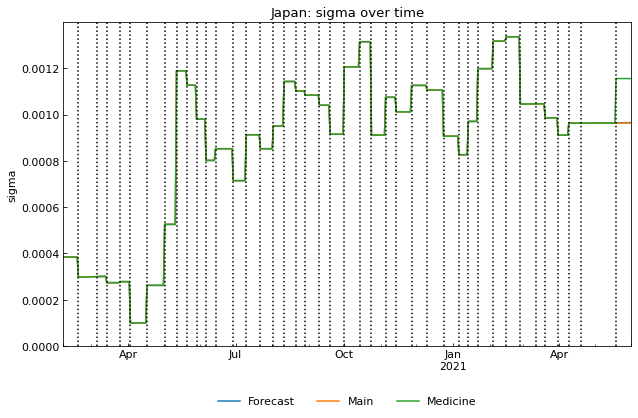 Japan: sigma over time
0.0012
0.0010
0.0008
0.0006
0.0004
0.0002
0.0000
sigma
Apr Jul Oct Jan Apr
2021
Forecast Main Medicine